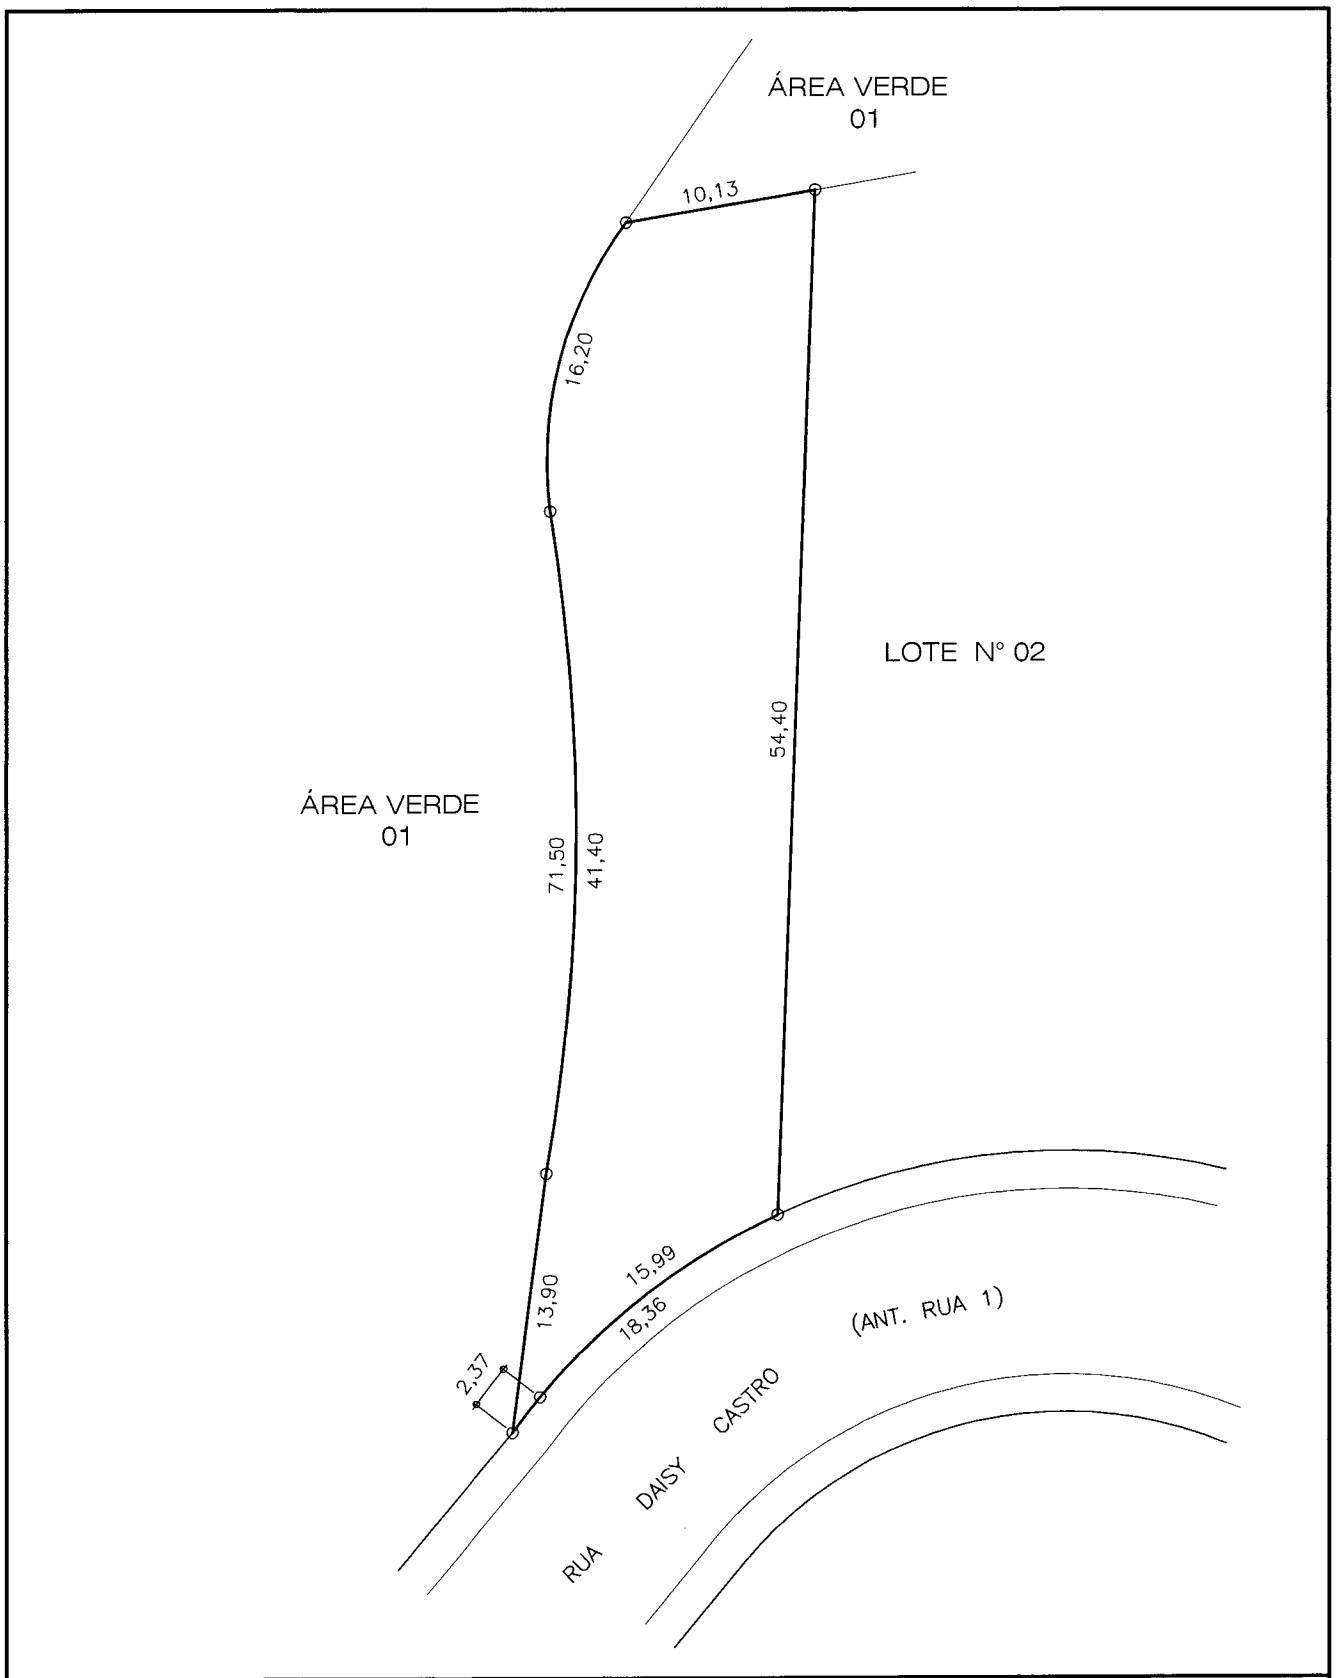 ÁREA VERDE
01
10,13
16,20
LOTE N° 02
54,40
ÁREA VERDE
01
71,50
41,40
15,99
18,36
13,90
2,37
(ANT. RUA 1)
RUA DAISY CASTRO